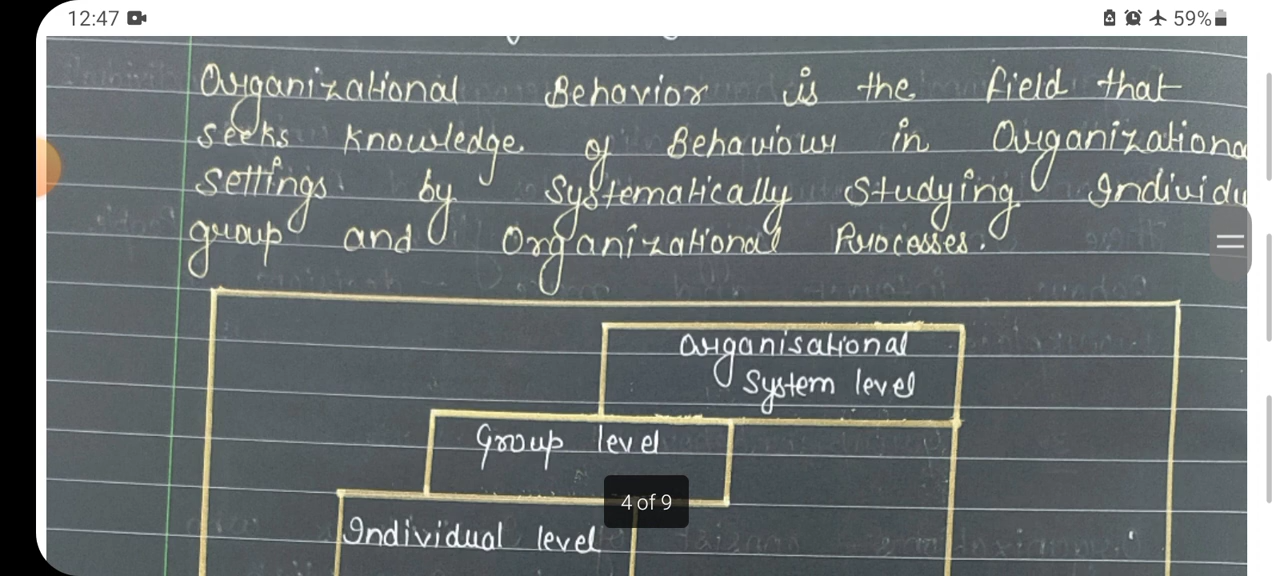 12:47
59%
Organizational Behavior is the field that
seeks knowledge of Behaviour in Organizationa
settings by systematically studying Individu
group and Organizational Processes.
Organisational
System level
Group level
4 of 9
Individual level